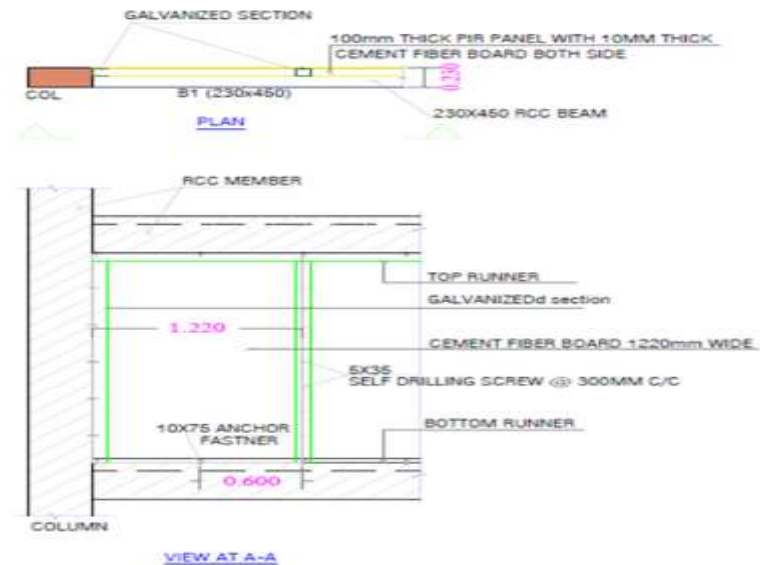 GALVANIZED SECTION
100mm THICK PIR PANEL WITH 10MM THICK
CEMENT FIBER BOARD BOTH SIDE
0.230
COL
B1 (230x450)
230X450 RCC BEAM
PLAN
RCC MEMBER
TOP RUNNER
GALVANIZEDd section
1.220
CEMENT FIBER BOARD 1220mm WIDE
5X35
SELF DRILLING SCREW @ 300MM C/C
10X75 ANCHOR
FASTNER
BOTTOM RUNNER
0.600
COLUMN
VIEW AT A-A